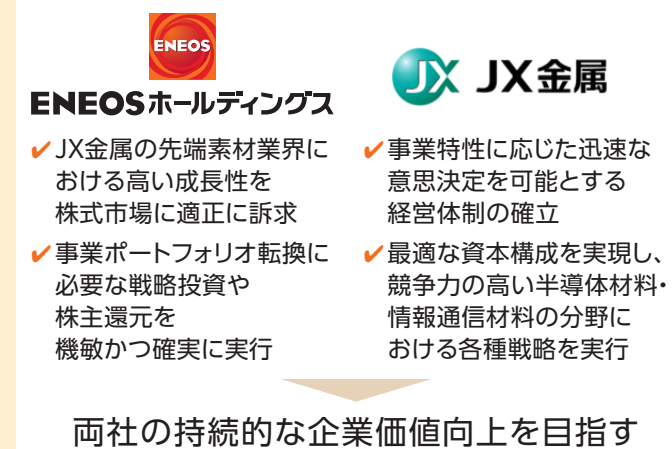 ENEOS
ENEOSホールディングス
✔JX金属の先端素材業界に
おける高い成長性を
株式市場に適正に訴求
✔事業ポートフォリオ転換に
必要な戦略投資や
株主還元を
機敏かつ確実に実行
JX JX金属
✔事業特性に応じた迅速な
意思決定を可能とする
経営体制の確立
✔最適な資本構成を実現し、
競争力の高い半導体材料・
情報通信材料の分野に
おける各種戦略を実行
両社の持続的な企業価値向上を目指す